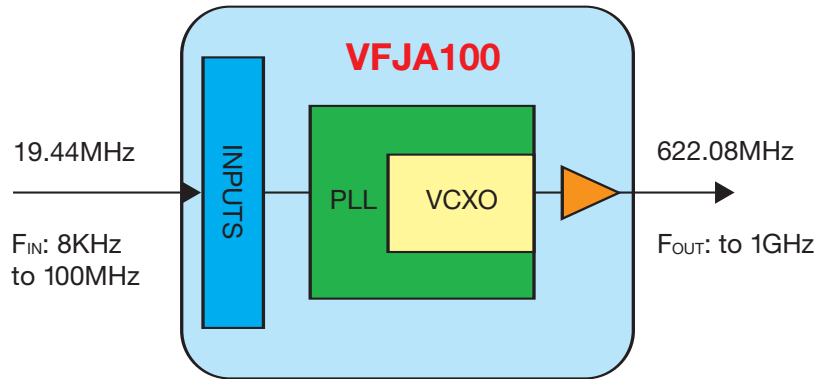 VFJA100
19.44MHz
FIN: 8KHz
to 100MHz
INPUTS
PLL
VCXO
622.08MHz
FOUT: to 1GHz